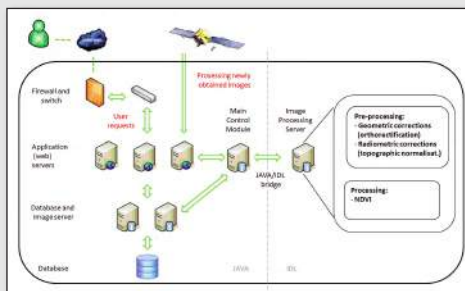 Firewall and
switch
User
requests
Processing newly
obtained images
Main
Control
Module
Image
Processing
Server
Application
(web)
servers
JAVA/IDL
bridge
Pre-processing:
- Geometric corrections
(orthorectification)
- Radiometric corrections
(topographic normalisat.)
Processing:
- NDVI
Database and
image server
Database
JAVA
IDL